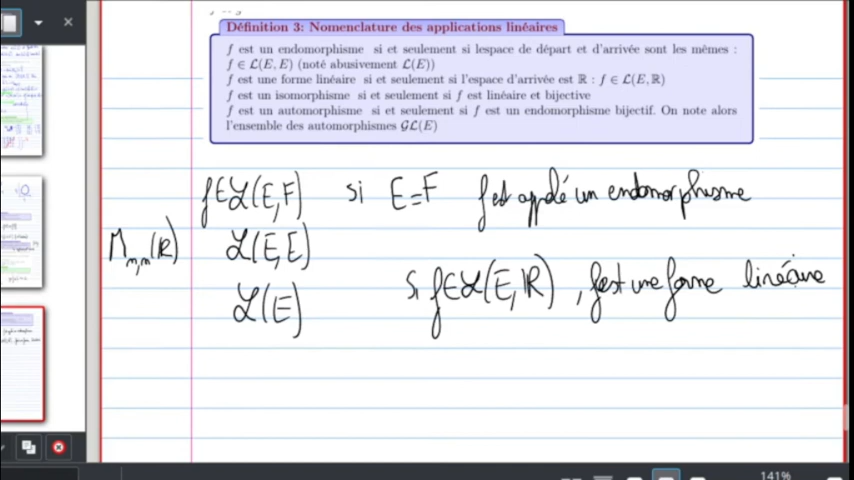 Définition 3: Nomenclature des applications linéaires
f est un endomorphisme si et seulement si lespace de départ et d'arrivée sont les mêmes :
f ∈ ℒ(E, E) (noté abusivement ℒ(E))
f est une forme linéaire si et seulement si l'espace d'arrivée est ℝ : f ∈ ℒ(E, ℝ)
f est un isomorphisme si et seulement si f est linéaire et bijective
f est un automorphisme si et seulement si f est un endomorphisme bijectif. On note alors
l'ensemble des automorphismes 𝒢ℒ(E)
f∈ℒ(E,F) si E=F f est appelé un endomorphisme
M_{n,n}(ℝ) ℒ(E,E)
si f∈ℒ(E,ℝ), f est une forme linéaire
ℒ(E)
141%